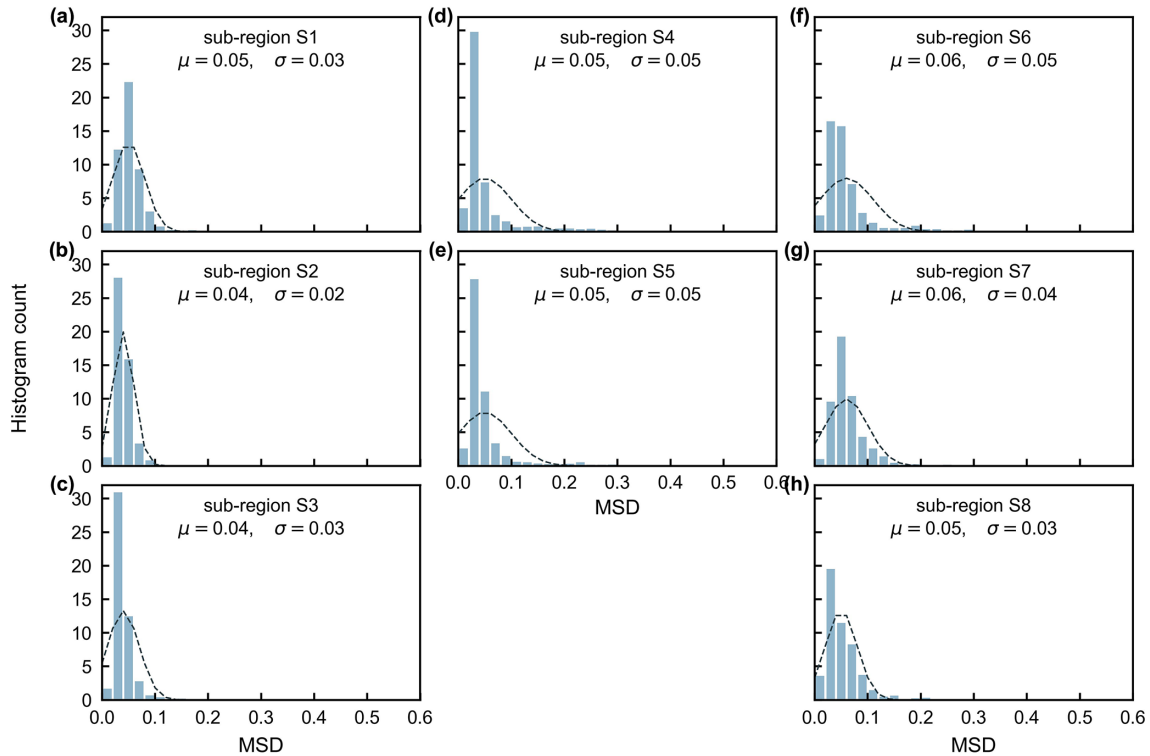 (a)
30
25
20
15
10
5
0
sub-region S1
μ = 0.05, σ = 0.03
(d)
sub-region S4
μ = 0.05, σ = 0.05
(f)
sub-region S6
μ = 0.06, σ = 0.05
Histogram count
(b)
30
25
20
15
10
5
0
sub-region S2
μ = 0.04, σ = 0.02
(e)
sub-region S5
μ = 0.05, σ = 0.05
0.0 0.1 0.2 0.3 0.4 0.5 0.6
MSD
(g)
sub-region S7
μ = 0.06, σ = 0.04
(c)
30
25
20
15
10
5
0
sub-region S3
μ = 0.04, σ = 0.03
0.0 0.1 0.2 0.3 0.4 0.5 0.6
MSD
(h)
sub-region S8
μ = 0.05, σ = 0.03
0.0 0.1 0.2 0.3 0.4 0.5 0.6
MSD